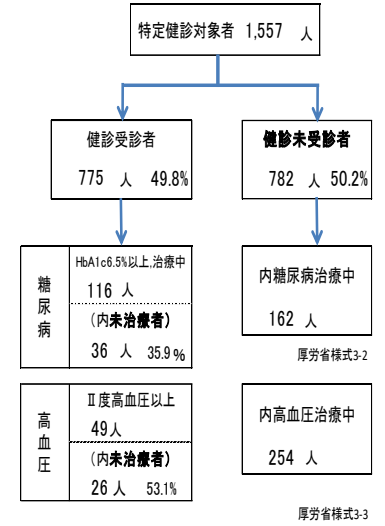 特定健診対象者 1,557 人
健診受診者
775 人 49.8%
健診未受診者
782 人 50.2%
糖尿病
HbA1c6.5%以上,治療中
116 人
(内未治療者)
36 人 35.9%
内糖尿病治療中
162 人
厚労省様式3-2
高血圧
Ⅱ度高血圧以上
49人
(内未治療者)
26人 53.1%
内高血圧治療中
254 人
厚労省様式3-3